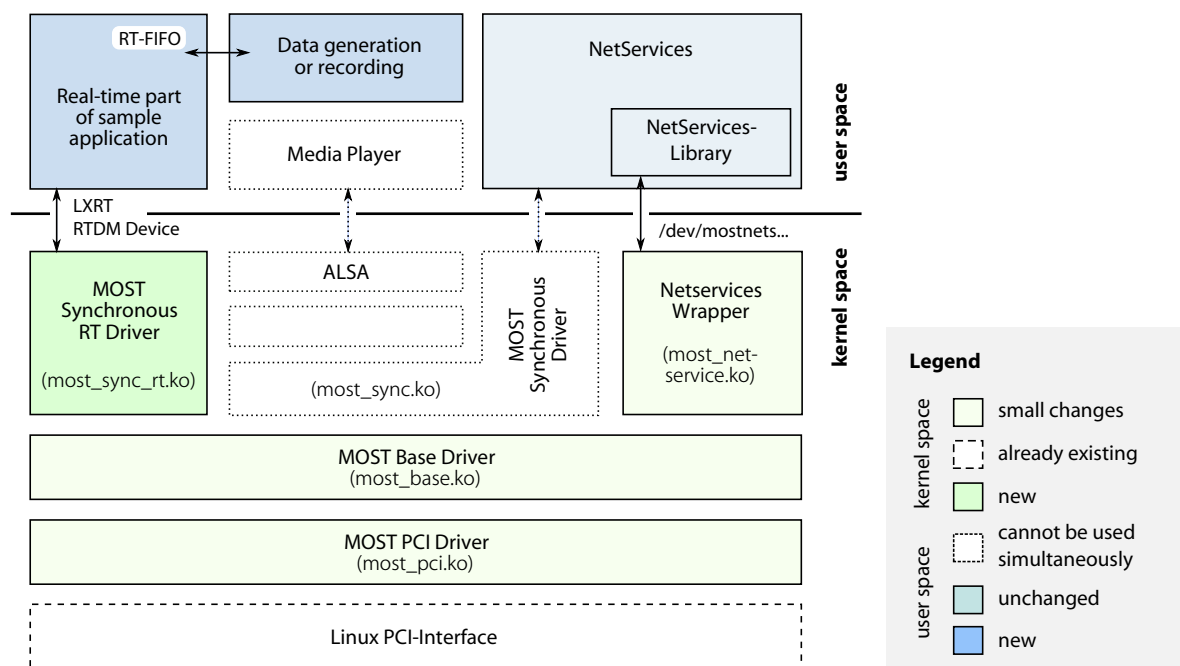 RT-FIFO
Real-time part
of sample
application
Data generation
or recording
Media Player
NetServices
NetServices-
Library
user space
LXRT
RTDM Device
/dev/mostnets...
kernel space
MOST
Synchronous
RT Driver
(most_sync_rt.ko)
ALSA
(most_sync.ko)
MOST
Synchronous
Driver
Netservices
Wrapper
(most_net-
service.ko)
MOST Base Driver
(most_base.ko)
MOST PCI Driver
(most_pci.ko)
Linux PCI-Interface
Legend
kernel space
small changes
already existing
new
cannot be used
simultaneously
user space
unchanged
new